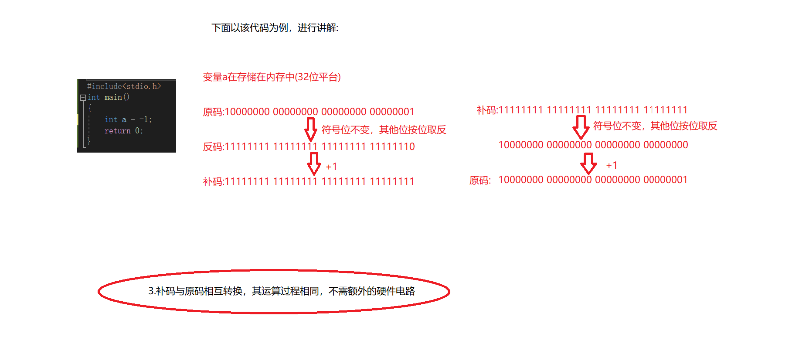 下面以该代码为例，进行讲解:
#include<stdio.h>
int main()
{
int a = -1;
return 0;
}
变量a在存储在内存中(32位平台)
原码:10000000 00000000 00000000 00000001
符号位不变，其他位按位取反
反码:11111111 11111111 11111111 11111110
+1
补码:11111111 11111111 11111111 11111111
补码:11111111 11111111 11111111 11111111
符号位不变，其他位按位取反
10000000 00000000 00000000 00000000
+1
原码: 10000000 00000000 00000000 00000001
3.补码与原码相互转换，其运算过程相同，不需额外的硬件电路